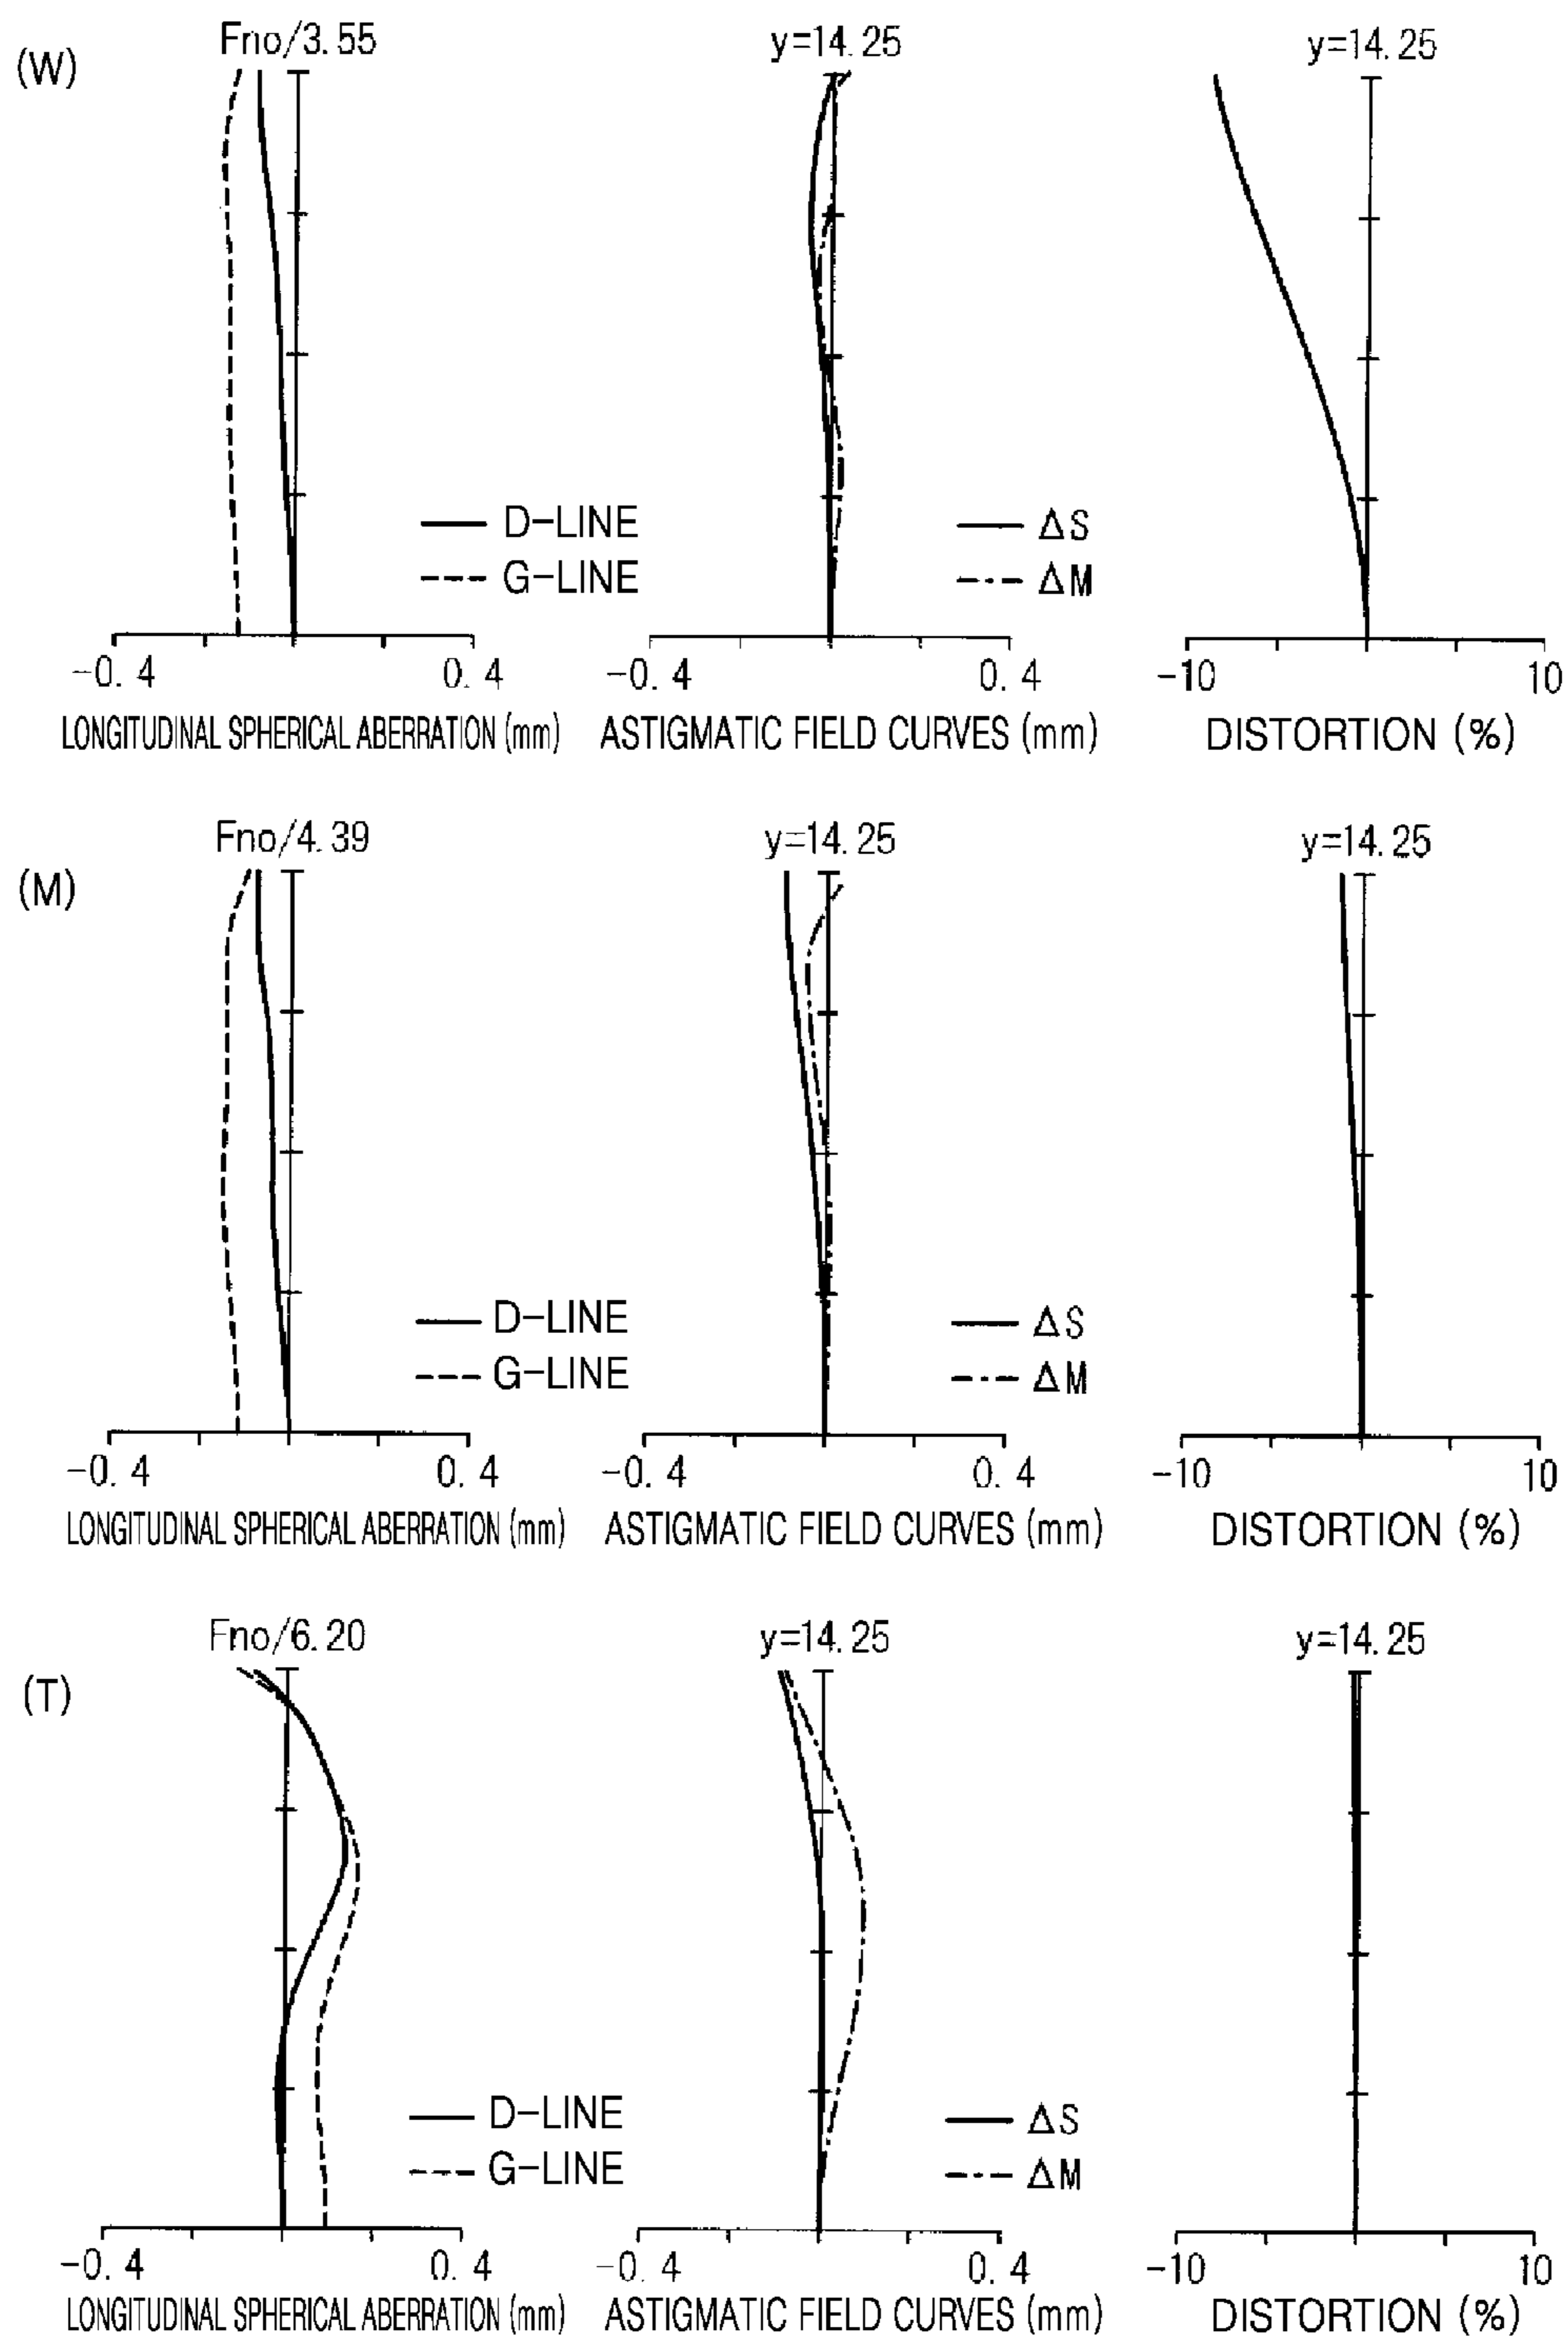 (W)
Fno/3.55
y=14.25
y=14.25
D-LINE
G-LINE
ΔS
ΔM
-0.4
0.4
-0.4
0.4
-10
10
LONGITUDINAL SPHERICAL ABERRATION (mm)
ASTIGMATIC FIELD CURVES (mm)
DISTORTION (%)
(M)
Fno/4.39
y=14.25
y=14.25
D-LINE
G-LINE
ΔS
ΔM
-0.4
0.4
-0.4
0.4
-10
10
LONGITUDINAL SPHERICAL ABERRATION (mm)
ASTIGMATIC FIELD CURVES (mm)
DISTORTION (%)
(T)
Fno/6.20
y=14.25
y=14.25
D-LINE
G-LINE
ΔS
ΔM
-0.4
0.4
-0.4
0.4
-10
10
LONGITUDINAL SPHERICAL ABERRATION (mm)
ASTIGMATIC FIELD CURVES (mm)
DISTORTION (%)